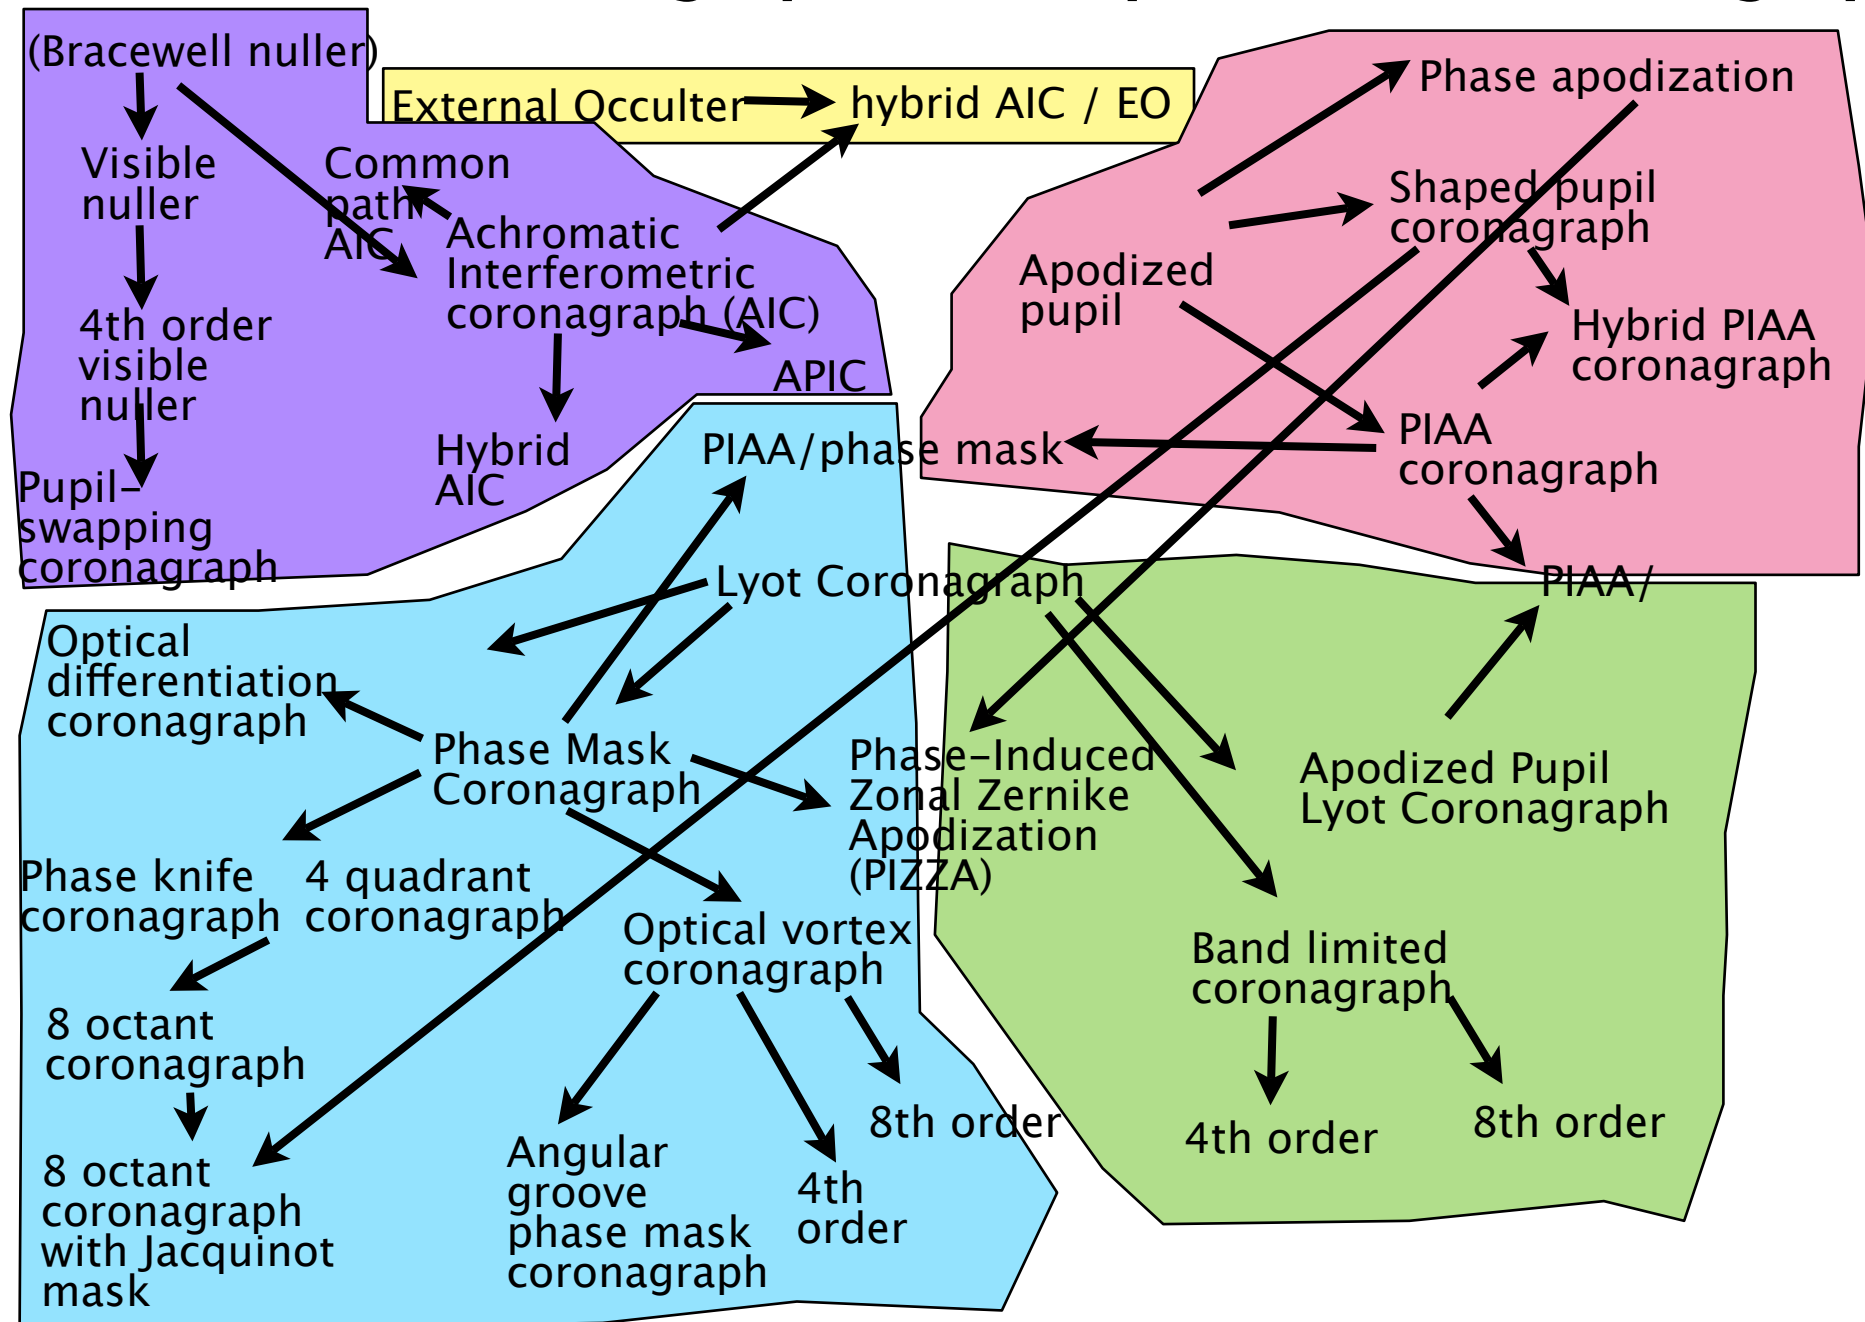 (Bracewell nuller)
External Occulter
hybrid AIC / EO
Phase apodization
Visible
nuller
Common
path
AIC
Achromatic
Interferometric
coronagraph (AIC)
Shaped pupil
coronagraph
Apodized
pupil
4th order
visible
nuller
APIC
Hybrid PIAA
coronagraph
Hybrid
AIC
PIAA/phase mask
PIAA
coronagraph
Pupil-
swapping
coronagraph
Lyot Coronagraph
PIAA/
Optical
differentiation
coronagraph
Phase Mask
Coronagraph
Phase-Induced
Zonal Zernike
Apodization
(PIZZA)
Apodized Pupil
Lyot Coronagraph
Phase knife
coronagraph
4 quadrant
coronagraph
Optical vortex
coronagraph
Band limited
coronagraph
8 octant
coronagraph
8th order
4th order
8th order
Angular
groove
phase mask
coronagraph
4th
order
8 octant
coronagraph
with Jacquinot
mask